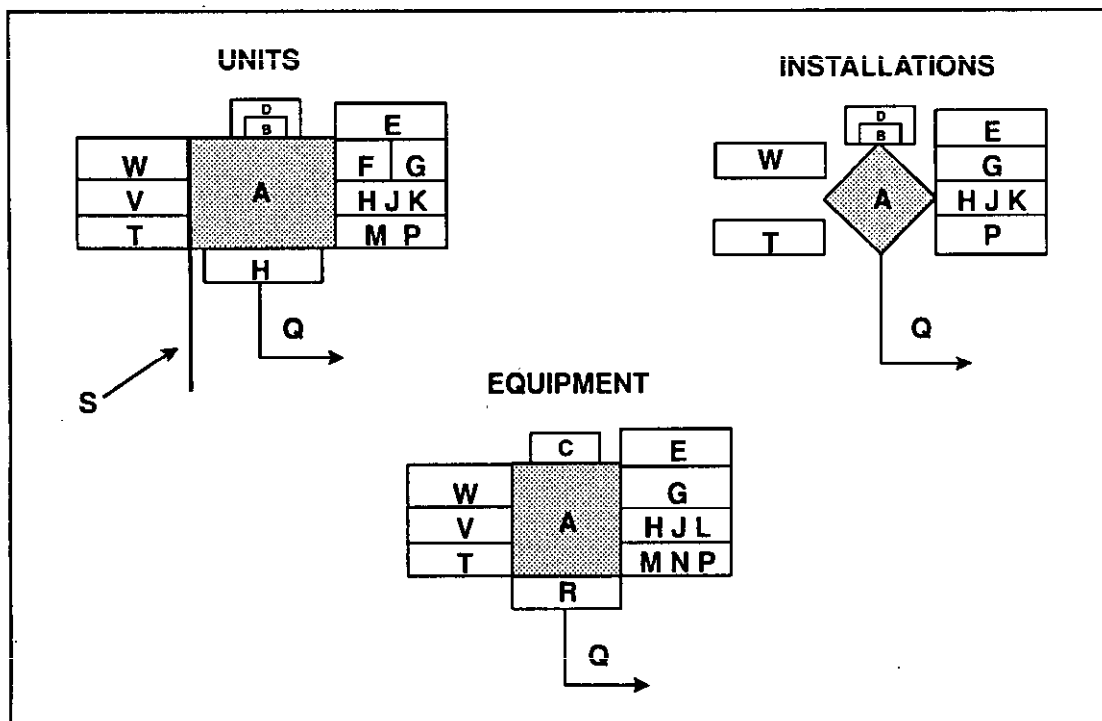 UNITS
D
B
E
W
A
F G
V
H J K
T
M P
H
Q
S
INSTALLATIONS
D
B
E
W
G
A
H J K
T
P
Q
EQUIPMENT
C
E
W
G
V
A
H J L
T
M N P
R
Q